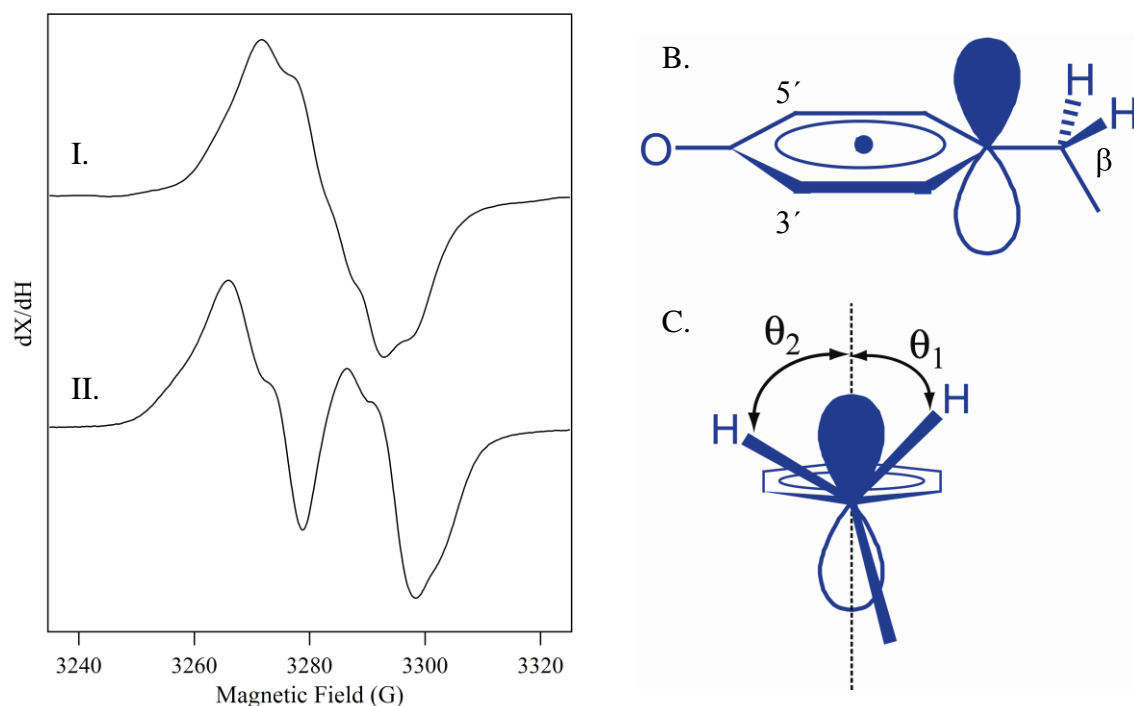 I.
II.
dX/dH
3240 3260 3280 3300 3320
Magnetic Field (G)
B.
5´
H
H
O
β
3´
C.
θ2 θ1
H
H